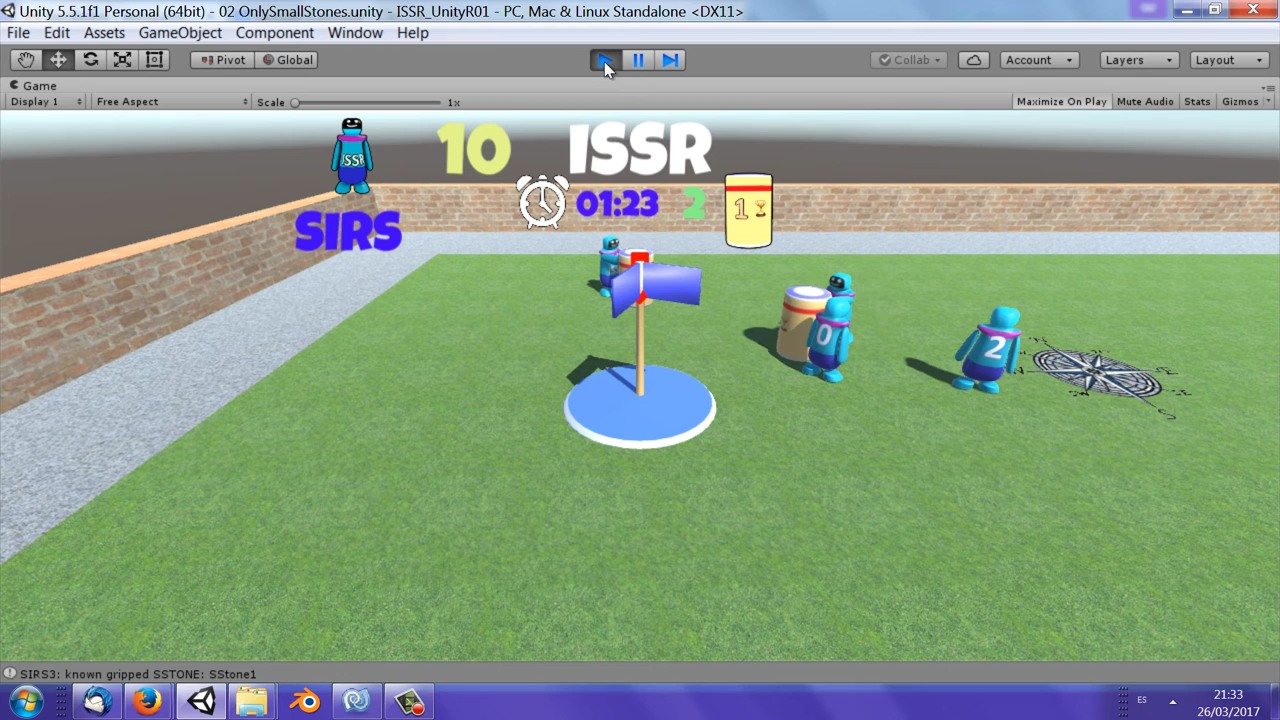 Unity 5.5.1f1 Personal (64bit) - 02 OnlySmallStones.unity - ISSR_UnityR01 - PC, Mac & Linux Standalone <DX11>
File Edit Assets GameObject Component Window Help
Pivot Global Collab Account Layers Layout
Game
Display 1 Free Aspect Scale 1x Maximize On Play Mute Audio Stats Gizmos
10 ISSR
ISSR
01:23 2 1
SIRS
0
2
SIRS3: known gripped SSTONE: SStone1
ES 21:33
26/03/2017